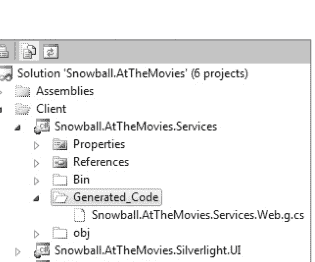 Solution 'Snowball.AtTheMovies' (6 projects)
Assemblies
Client
Snowball.AtTheMovies.Services
Properties
References
Bin
Generated_Code
Snowball.AtTheMovies.Services.Web.g.cs
obj
Snowball.AtTheMovies.Silverlight.UI